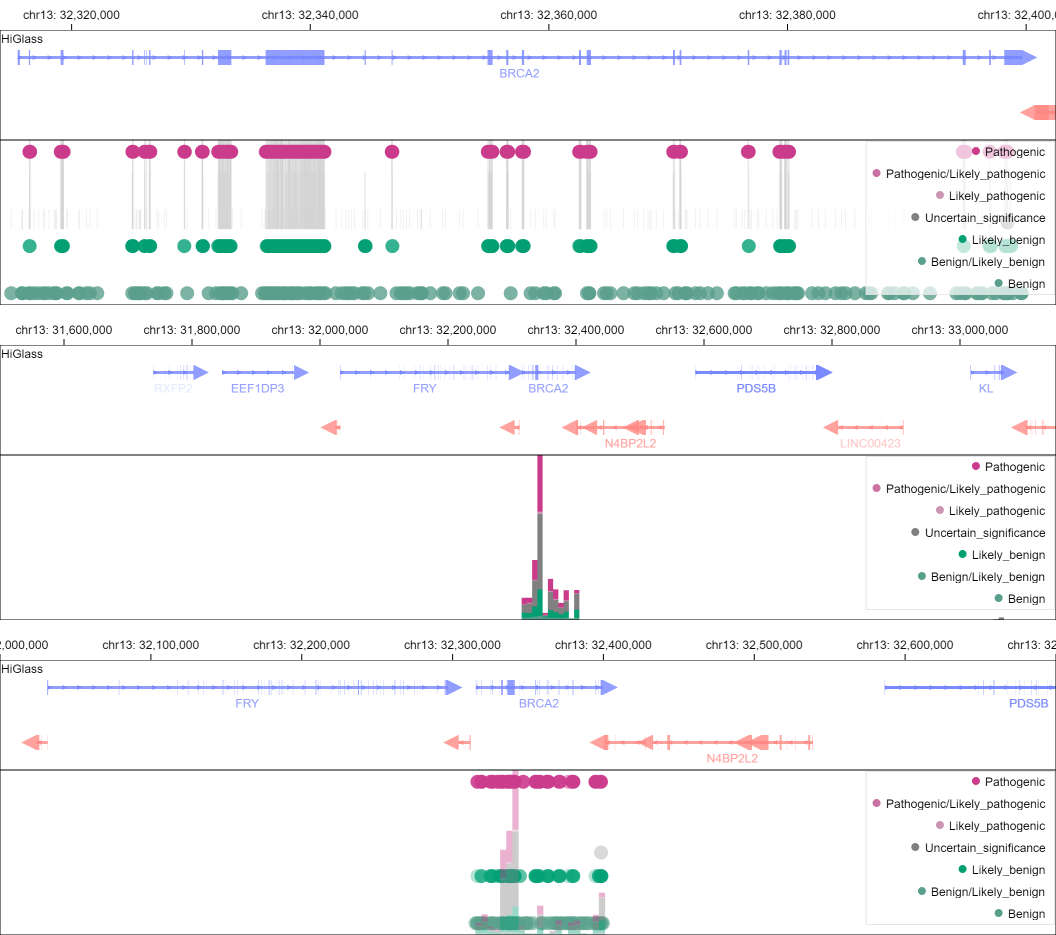 chr13: 32,320,000 chr13: 32,340,000 chr13: 32,360,000 chr13: 32,380,000 chr13: 32,400,
HiGlass
BRCA2
Pathogenic
Pathogenic/Likely_pathogenic
Likely_pathogenic
Uncertain_significance
Likely_benign
Benign/Likely_benign
Benign
chr13: 31,600,000 chr13: 31,800,000 chr13: 32,000,000 chr13: 32,200,000 chr13: 32,400,000 chr13: 32,600,000 chr13: 32,800,000 chr13: 33,000,000
HiGlass
RXFP2 EEF1DP3 FRY BRCA2 PDS5B KL
N4BP2L2 LINC00423
Pathogenic
Pathogenic/Likely_pathogenic
Likely_pathogenic
Uncertain_significance
Likely_benign
Benign/Likely_benign
Benign
2,000,000 chr13: 32,100,000 chr13: 32,200,000 chr13: 32,300,000 chr13: 32,400,000 chr13: 32,500,000 chr13: 32,600,000 chr13: 32
HiGlass
FRY BRCA2 PDS5B
N4BP2L2
Pathogenic
Pathogenic/Likely_pathogenic
Likely_pathogenic
Uncertain_significance
Likely_benign
Benign/Likely_benign
Benign